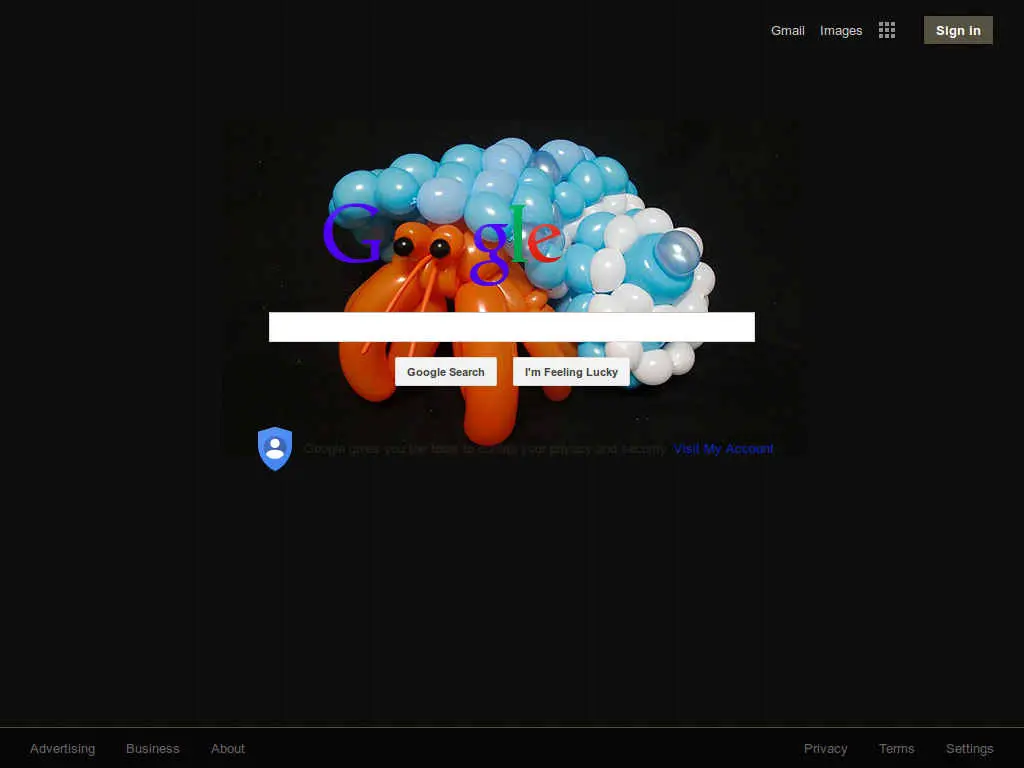 Gmail Images Sign in
G gle
Google Search I'm Feeling Lucky
Google gives you the tools to control your privacy and security. Visit My Account
Advertising Business About Privacy Terms Settings